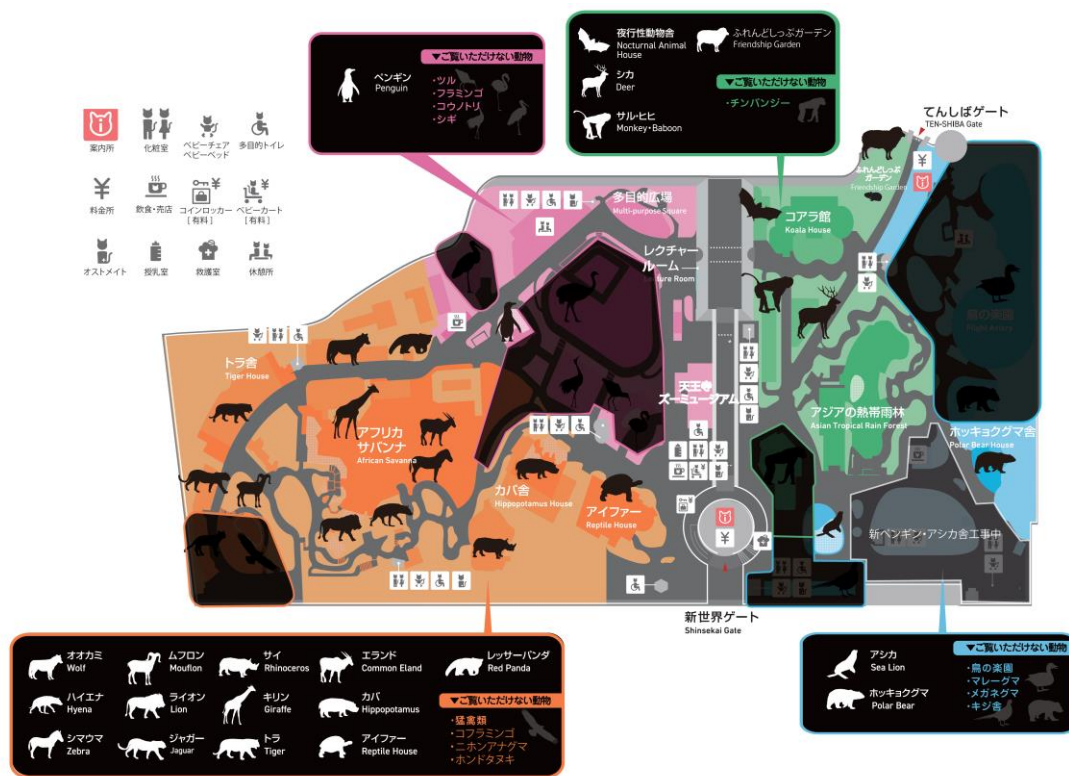 ▼ご覧いただけない動物
ペンギン
Penguin
・ツル
・フラミンゴ
・コウノトリ
・シギ
夜行性動物舎
Nocturnal Animal
House
ふれんどしっぷガーデン
Friendship Garden
シカ
Deer
サル・ヒヒ
Monkey・Baboon
▼ご覧いただけない動物
・チンパンジー
案内所
化粧室
ベビーチェア
ベビーベッド
多目的トイレ
料金所
飲食・売店
コインロッカー
[有料]
ベビーカート
[有料]
オストメイト
授乳室
救護室
休憩所
てんしばゲート
TEN-SHIBA Gate
ふれんどしっぷ
ガーデン
Friendship Garden
多目的広場
Multi-purpose Square
コアラ館
Koala House
レクチャー
ルーム
ture Room
鳥の楽園
トラ舎
Tiger House
天王寺
ズーミュージアム
アジアの熱帯雨林
Asian Tropical Rain Forest
アフリカ
サバンナ
African Savanna
ホッキョクグマ舎
Polar Bear House
カバ舎
Hippopotamus House
アイファー
Reptile House
新ペンギン・アシカ舎工事中
新世界ゲート
Shinsekai Gate
オオカミ
Wolf
ムフロン
Mouflon
サイ
Rhinoceros
エランド
Common Eland
レッサーパンダ
Red Panda
ハイエナ
Hyena
ライオン
Lion
キリン
Giraffe
カバ
Hippopotamus
シマウマ
Zebra
ジャガー
Jaguar
トラ
Tiger
アイファー
Reptile House
▼ご覧いただけない動物
・猛禽類
・コフラミンゴ
・ニホンアナグマ
・ホンドタヌキ
アシカ
Sea Lion
ホッキョクグマ
Polar Bear
▼ご覧いただけない動物
・鳥の楽園
・マレーグマ
・メガネグマ
・キジ舎